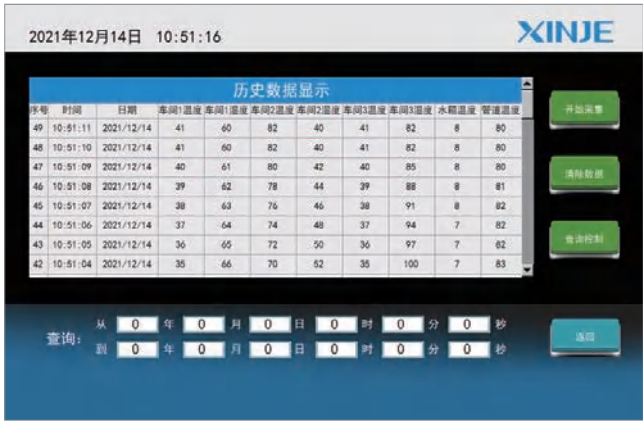 2021年12月14日 10:51:16
XINJE
历史数据显示
序号 时间 日期 车间1温度 车间1湿度 车间2温度 车间2湿度 车间3温度 车间3湿度 水箱温度 管道温度
49 10:51:11 2021/12/14 41 60 82 40 41 82 8 80
48 10:51:10 2021/12/14 41 60 82 40 41 82 8 80
47 10:51:09 2021/12/14 40 61 80 42 40 85 8 80
46 10:51:08 2021/12/14 39 62 78 44 39 88 8 81
45 10:51:07 2021/12/14 38 63 76 46 38 91 8 82
44 10:51:06 2021/12/14 37 64 74 48 37 94 7 82
43 10:51:05 2021/12/14 36 65 72 50 36 97 7 82
42 10:51:04 2021/12/14 35 66 70 52 35 100 7 83
开始采集
清除数据
查询控制
查询:
从 0 年 0 月 0 日 0 时 0 分 0 秒
到 0 年 0 月 0 日 0 时 0 分 0 秒
返回